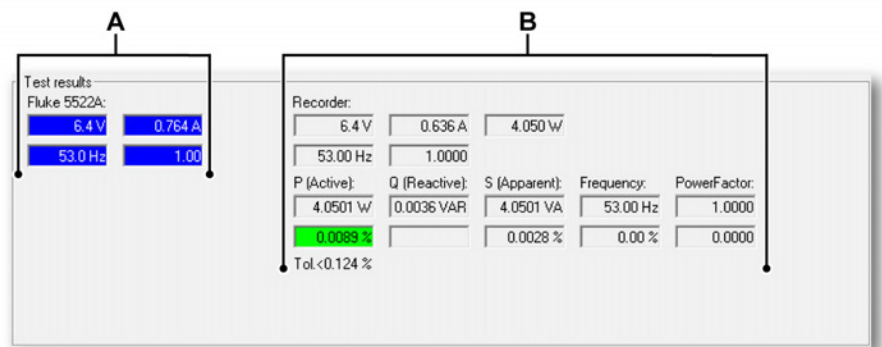 A B
Test results
Fluke 5522A: Recorder:
6.4 V 0.764 A 6.4 V 0.636 A 4.050 W
53.0 Hz 1.00 53.00 Hz 1.0000
P (Active): Q (Reactive): S (Apparent): Frequency: PowerFactor:
4.0501 W 0.0036 VAR 4.0501 VA 53.00 Hz 1.0000
0.0089 % 0.0028 % 0.00 % 0.0000
Tol.<0.124 %